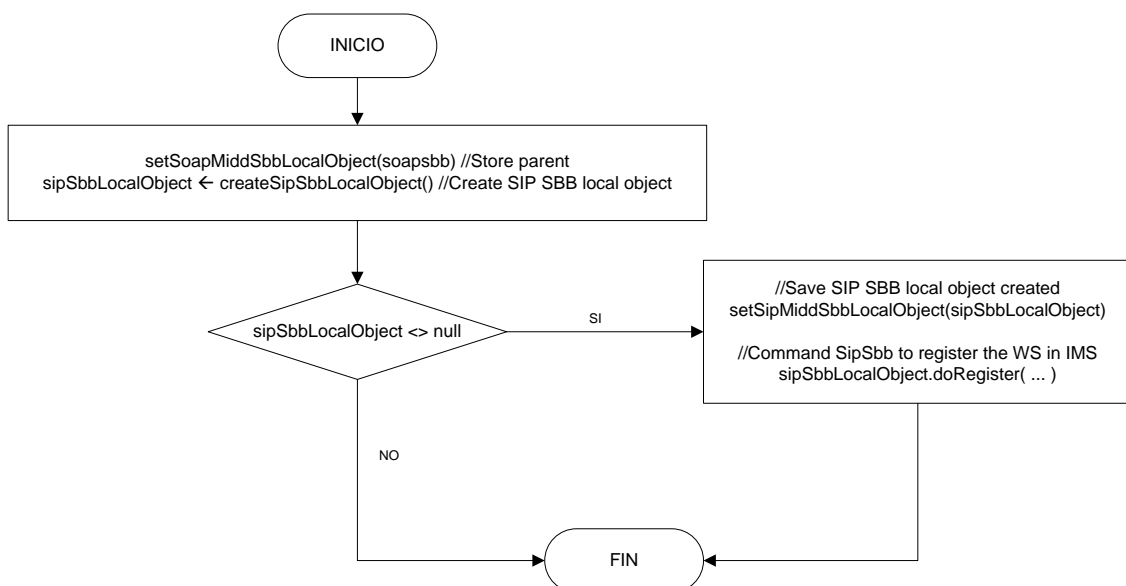 INICIO
setSoapMiddSbbLocalObject(soapsbb) //Store parent
sipSbbLocalObject ← createSipSbbLocalObject() //Create SIP SBB local object
sipSbbLocalObject <> null
SI
//Save SIP SBB local object created
setSipMiddSbbLocalObject(sipSbbLocalObject)
//Command SipSbb to register the WS in IMS
sipSbbLocalObject.doRegister( ... )
NO
FIN